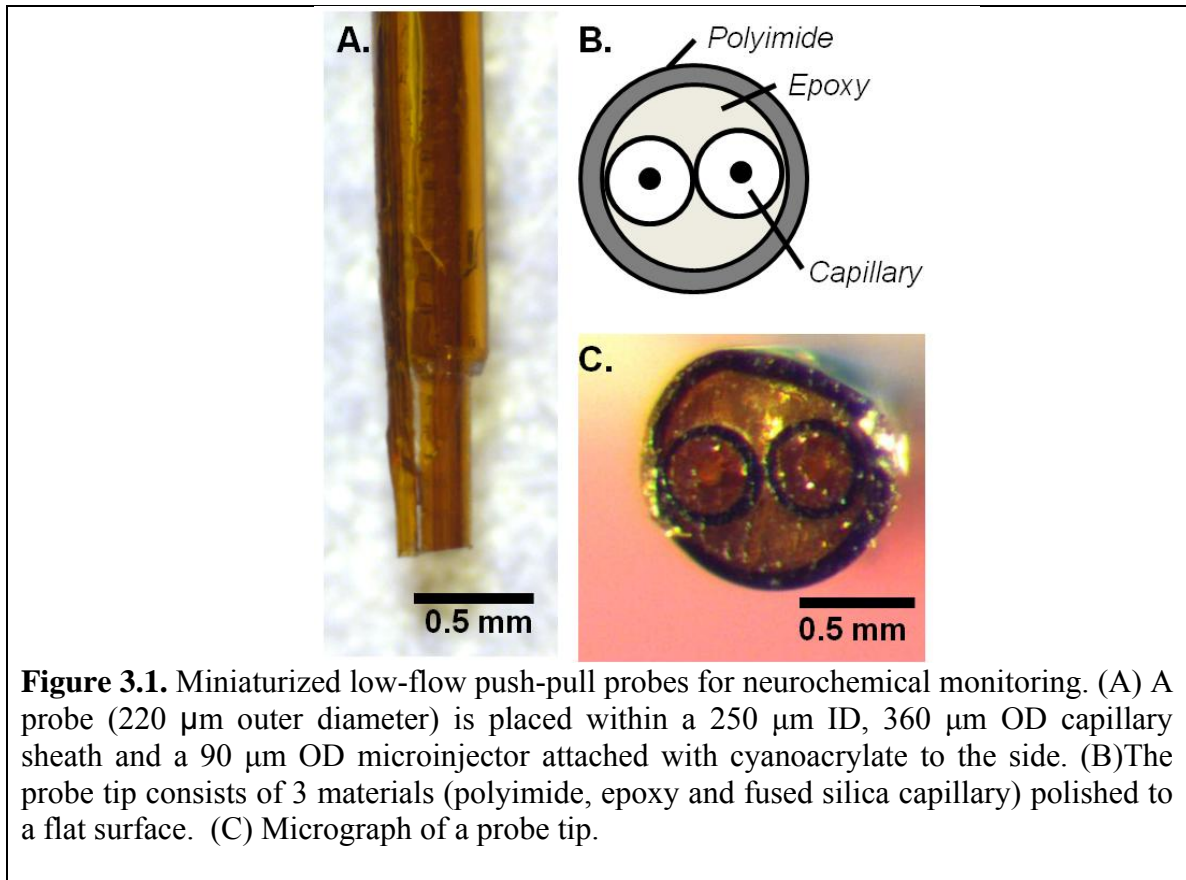 A.
B.
Polyimide
Epoxy
Capillary
0.5 mm
C.
0.5 mm
Figure 3.1. Miniaturized low-flow push-pull probes for neurochemical monitoring. (A) A
probe (220 μm outer diameter) is placed within a 250 μm ID, 360 μm OD capillary
sheath and a 90 μm OD microinjector attached with cyanoacrylate to the side. (B)The
probe tip consists of 3 materials (polyimide, epoxy and fused silica capillary) polished to
a flat surface. (C) Micrograph of a probe tip.